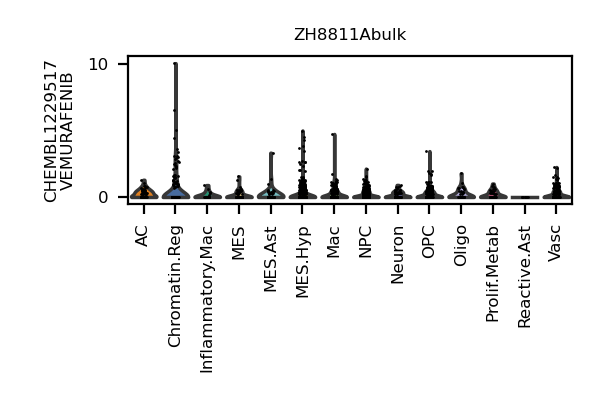 ZH8811Abulk
CHEMBL1229517
VEMURAFENIB
10
0
AC
Chromatin.Reg
Inflammatory.Mac
MES
MES.Ast
MES.Hyp
Mac
NPC
Neuron
OPC
Oligo
Prolif.Metab
Reactive.Ast
Vasc